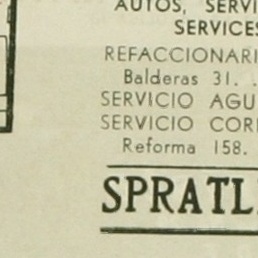 AUTOS, SERVI
SERVICES
REFACCIONARI
Balderas 31. .
SERVICIO AGU
SERVICIO COR
Reforma 158.
SPRATL